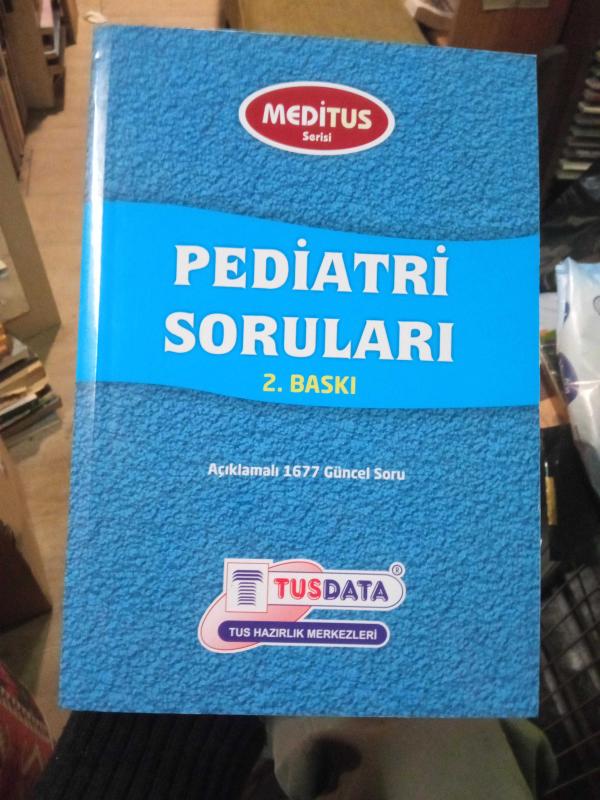 MEDİTUS
Serisi
PEDİATRİ
SORULARI
2. BASKI
Açıklamalı 1677 Güncel Soru
TUSDATA®
TUS HAZIRLIK MERKEZLERİ